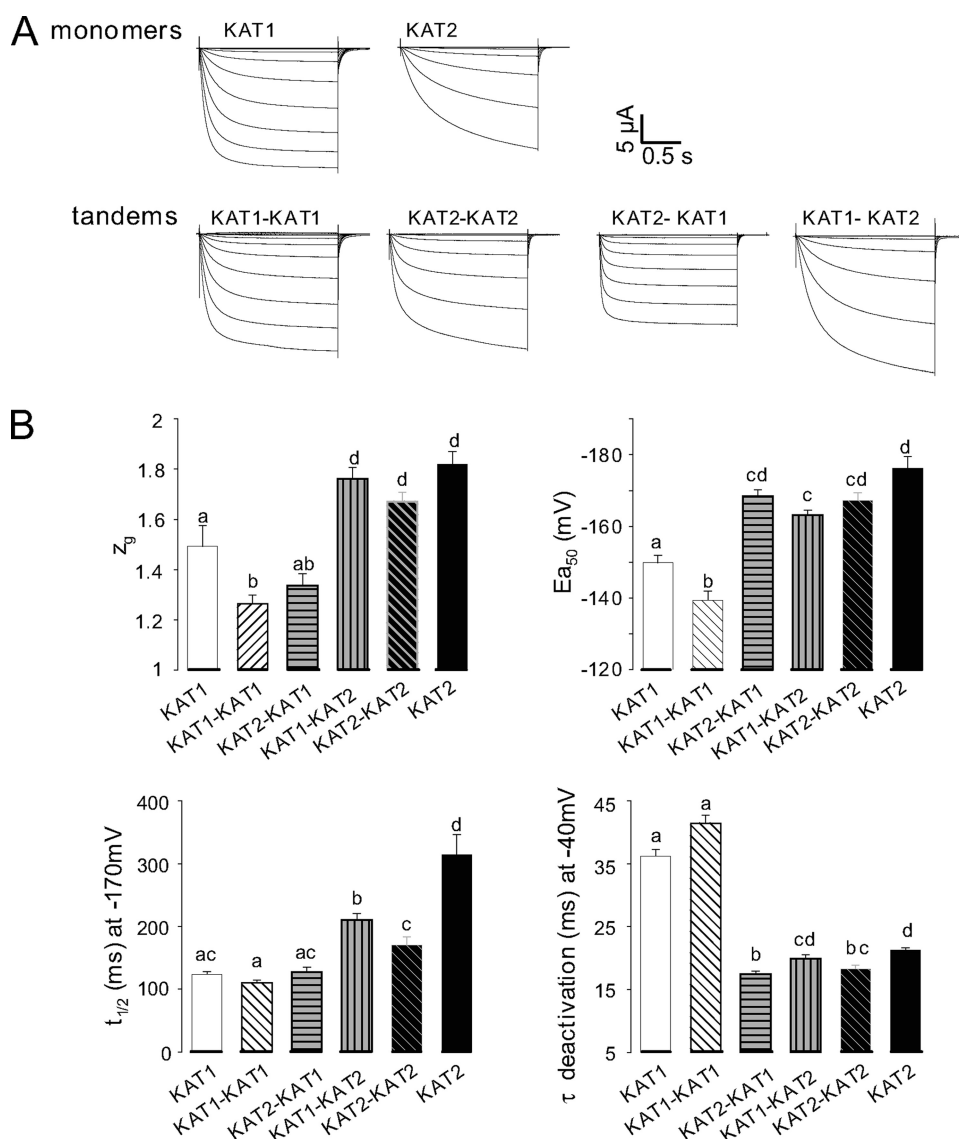 A
monomers KAT1 KAT2
5 µA
0.5 s
tandems KAT1-KAT1 KAT2-KAT2 KAT2- KAT1 KAT1- KAT2
B
2
1.8
1.6
1.4
1.2
1
zg
a
b
ab
d
d
d
KAT1
KAT1-KAT1
KAT2-KAT1
KAT1-KAT2
KAT2-KAT2
KAT2
-180
-160
-140
-120
Ea50 (mV)
a
b
cd
c
cd
d
KAT1
KAT1-KAT1
KAT2-KAT1
KAT1-KAT2
KAT2-KAT2
KAT2
400
300
200
100
0
t1/2 (ms) at -170mV
ac
a
ac
b
c
d
KAT1
KAT1-KAT1
KAT2-KAT1
KAT1-KAT2
KAT2-KAT2
KAT2
45
35
25
15
5
τ deactivation (ms) at -40mV
a
a
b
cd
bc
d
KAT1
KAT1-KAT1
KAT2-KAT1
KAT1-KAT2
KAT2-KAT2
KAT2